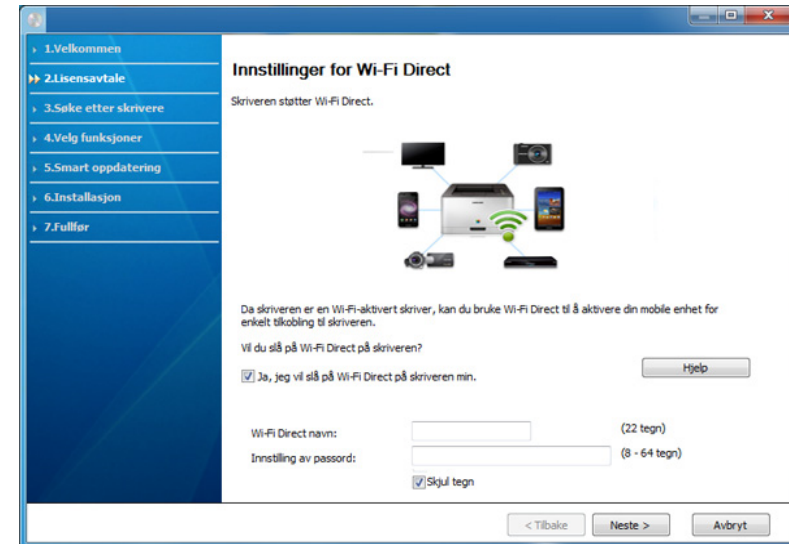 1.Velkommen
2.Lisensavtale
3.Søke etter skrivere
4.Velg funksjoner
5.Smart oppdatering
6.Installasjon
7.Fullfør
Innstillinger for Wi-Fi Direct
Skriveren støtter Wi-Fi Direct.
Da skriveren er en Wi-Fi-aktivert skriver, kan du bruke Wi-Fi Direct til å aktivere din mobile enhet for
enkelt tilkobling til skriveren.
Vil du slå på Wi-Fi Direct på skriveren?
Ja, jeg vil slå på Wi-Fi Direct på skriveren min.
Hjelp
Wi-Fi Direct navn:
(22 tegn)
Innstilling av passord:
(8 - 64 tegn)
Skjul tegn
< Tilbake
Neste >
Avbryt